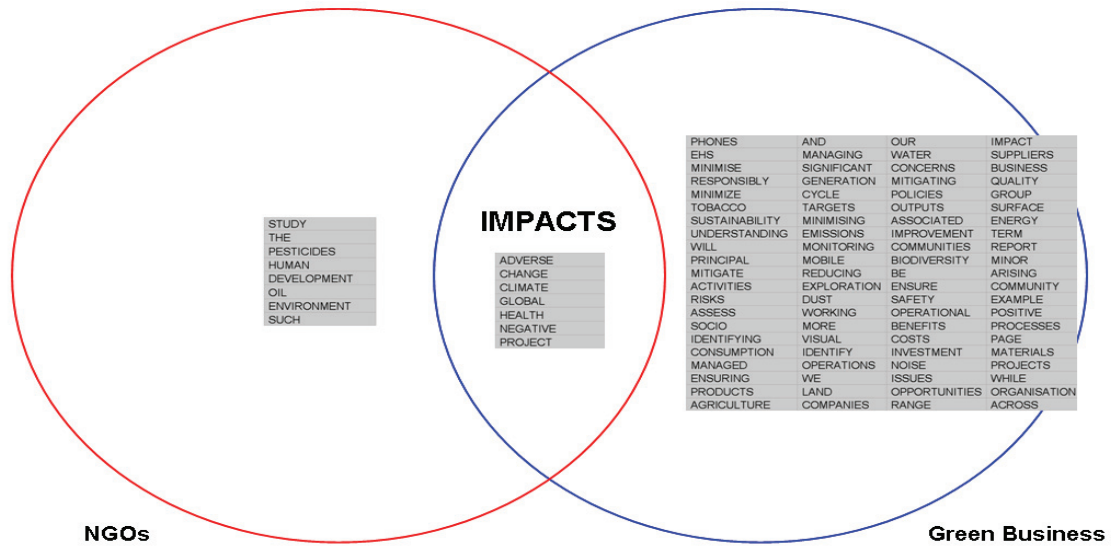 IMPACTS
STUDY
THE
PESTICIDES
HUMAN
DEVELOPMENT
OIL
ENVIRONMENT
SUCH
ADVERSE
CHANGE
CLIMATE
GLOBAL
HEALTH
NEGATIVE
PROJECT
PHONES AND OUR IMPACT
EHS MANAGING WATER SUPPLIERS
MINIMISE SIGNIFICANT CONCERNS BUSINESS
RESPONSIBLY GENERATION MITIGATING QUALITY
MINIMIZE CYCLE POLICIES GROUP
TOBACCO TARGETS OUTPUTS SURFACE
SUSTAINABILITY MINIMISING ASSOCIATED ENERGY
UNDERSTANDING EMISSIONS IMPROVEMENT TERM
WILL MONITORING COMMUNITIES REPORT
PRINCIPAL MOBILE BIODIVERSITY MINOR
MITIGATE REDUCING BE ARISING
ACTIVITIES EXPLORATION ENSURE COMMUNITY
RISKS DUST SAFETY EXAMPLE
ASSESS WORKING OPERATIONAL POSITIVE
SOCIO MORE BENEFITS PROCESSES
IDENTIFYING VISUAL COSTS PAGE
CONSUMPTION IDENTIFY INVESTMENT MATERIALS
MANAGED OPERATIONS NOISE PROJECTS
ENSURING WE ISSUES WHILE
PRODUCTS LAND OPPORTUNITIES ORGANISATION
AGRICULTURE COMPANIES RANGE ACROSS
NGOs
Green Business